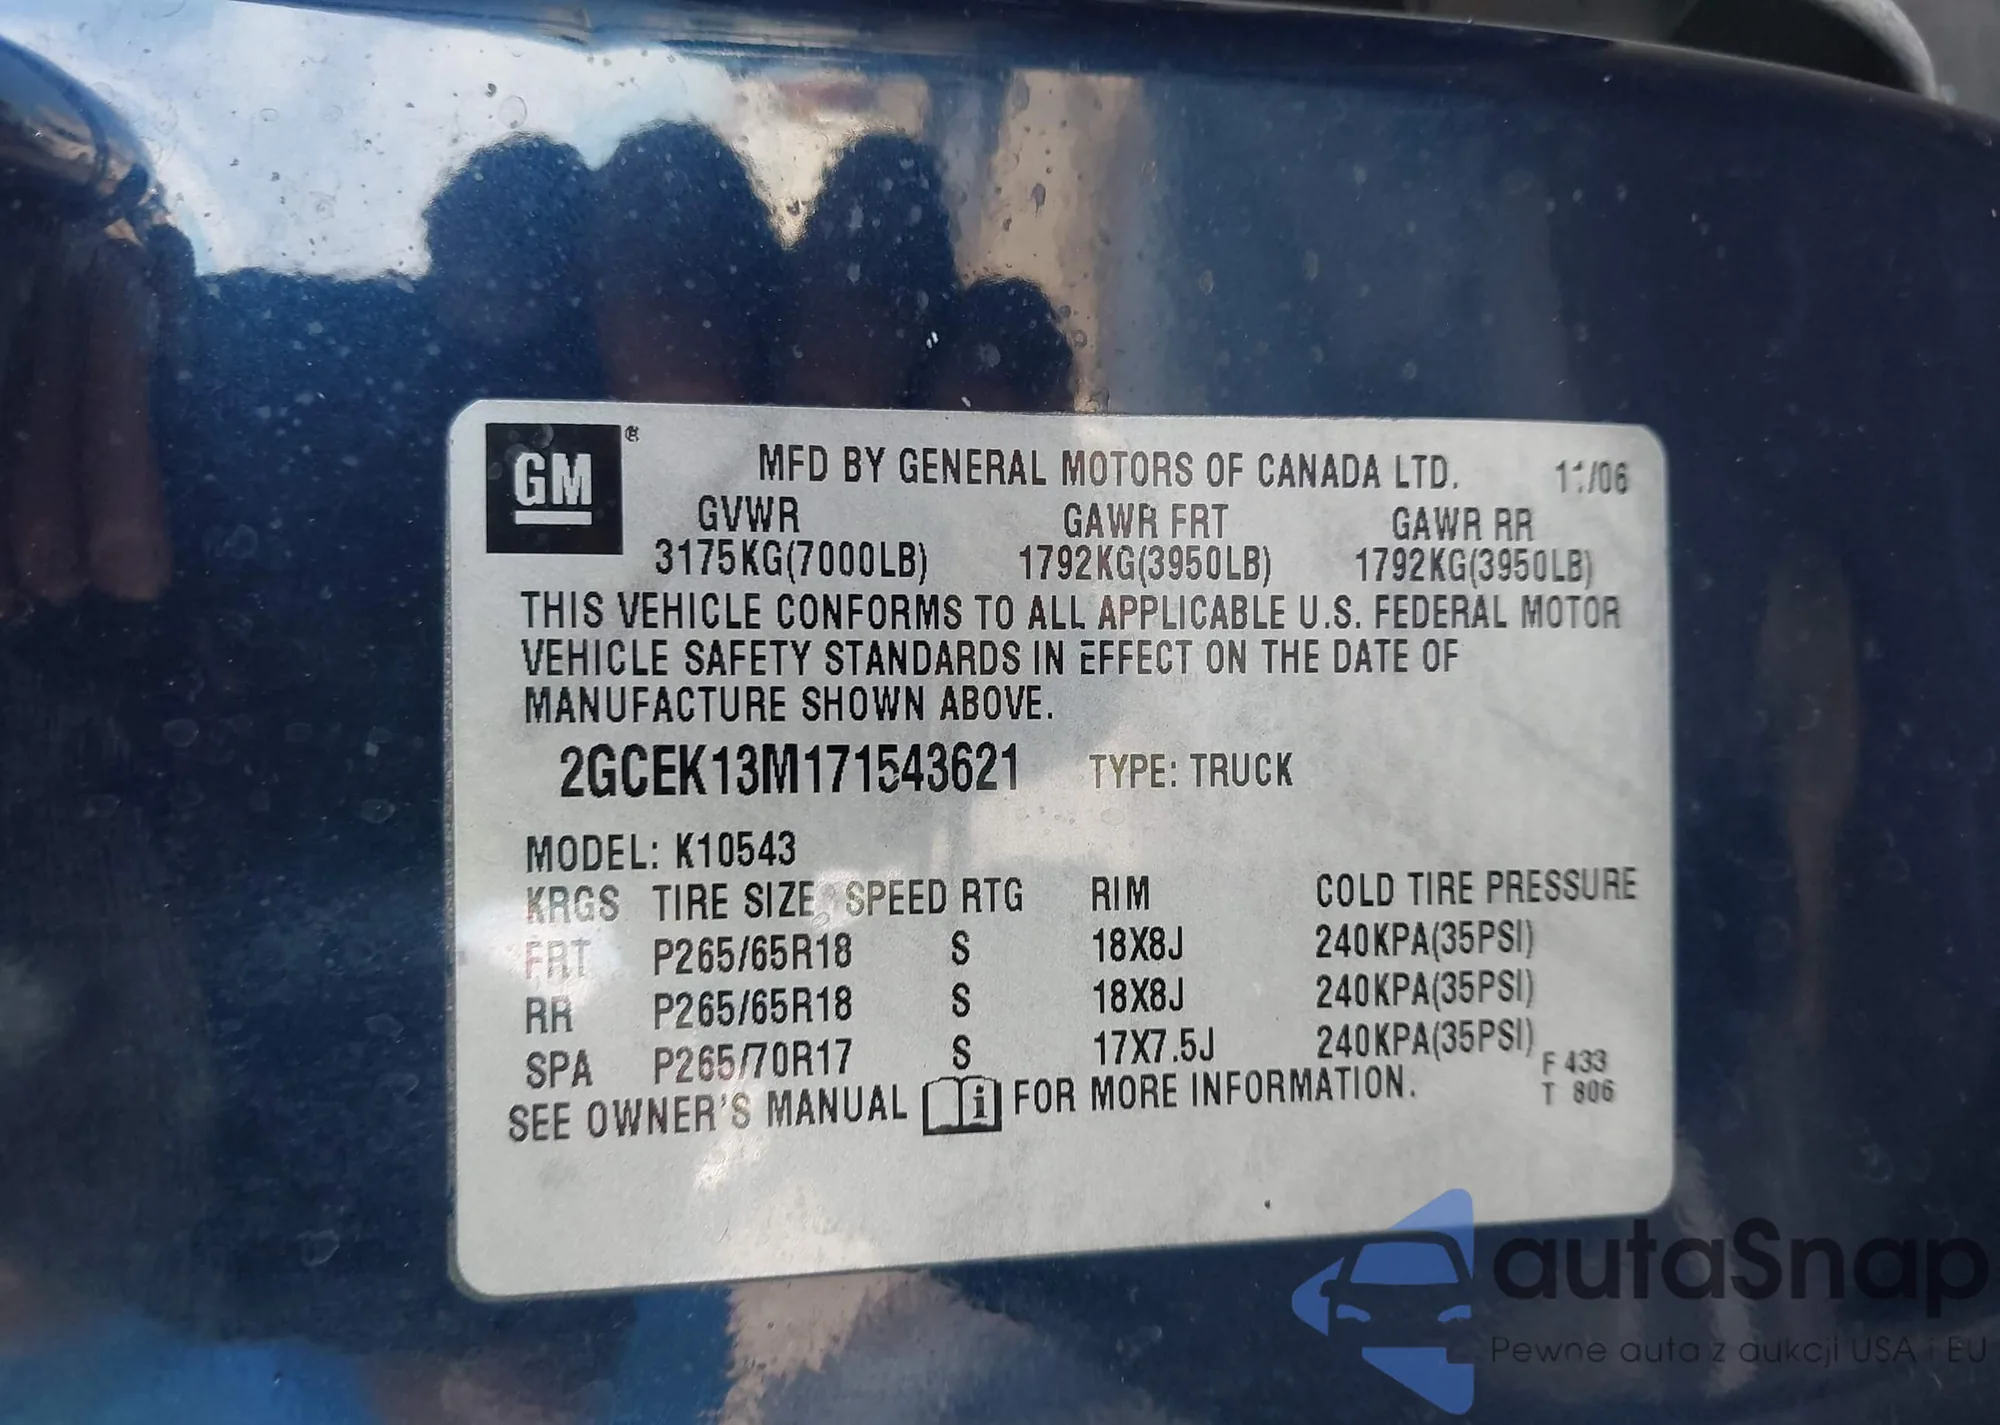 GM ®
MFD BY GENERAL MOTORS OF CANADA LTD. 11/06
GVWR GAWR FRT GAWR RR
3175KG(7000LB) 1792KG(3950LB) 1792KG(3950LB)
THIS VEHICLE CONFORMS TO ALL APPLICABLE U.S. FEDERAL MOTOR
VEHICLE SAFETY STANDARDS IN EFFECT ON THE DATE OF
MANUFACTURE SHOWN ABOVE.
2GCEK13M171543621 TYPE: TRUCK
MODEL: K10543
KRGS TIRE SIZE SPEED RTG RIM COLD TIRE PRESSURE
FRT P265/65R18 S 18X8J 240KPA(35PSI)
RR P265/65R18 S 18X8J 240KPA(35PSI)
SPA P265/70R17 S 17X7.5J 240KPA(35PSI)
F 433
T 806
SEE OWNER'S MANUAL i FOR MORE INFORMATION.
autaSnap
Pewne auta z aukcji USA i EU